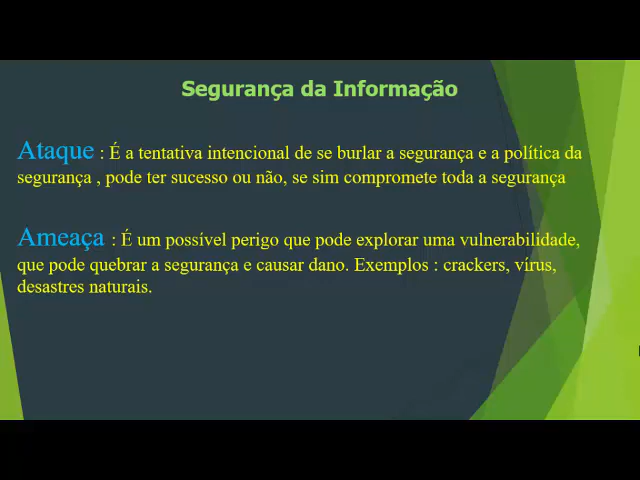 Segurança da Informação
Ataque : É a tentativa intencional de se burlar a segurança e a política da
segurança , pode ter sucesso ou não, se sim compromete toda a segurança
Ameaça : É um possível perigo que pode explorar uma vulnerabilidade,
que pode quebrar a segurança e causar dano. Exemplos : crackers, vírus,
desastres naturais.